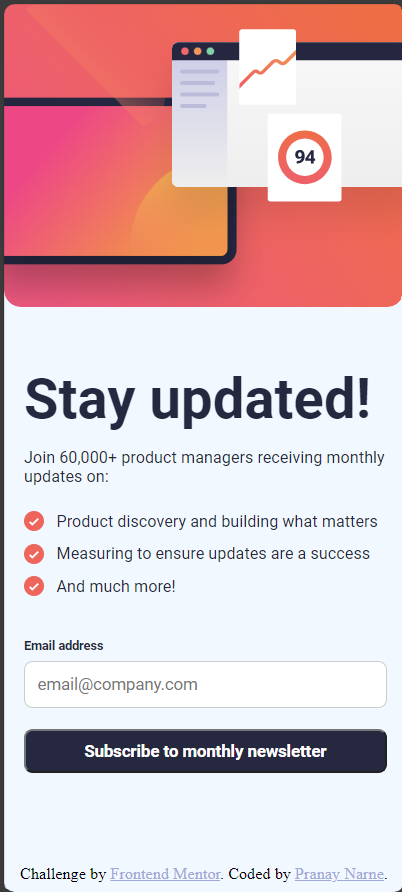 94
Stay updated!
Join 60,000+ product managers receiving monthly
updates on:
Product discovery and building what matters
Measuring to ensure updates are a success
And much more!
Email address
email@company.com
Subscribe to monthly newsletter
Challenge by Frontend Mentor. Coded by Pranay Narne.